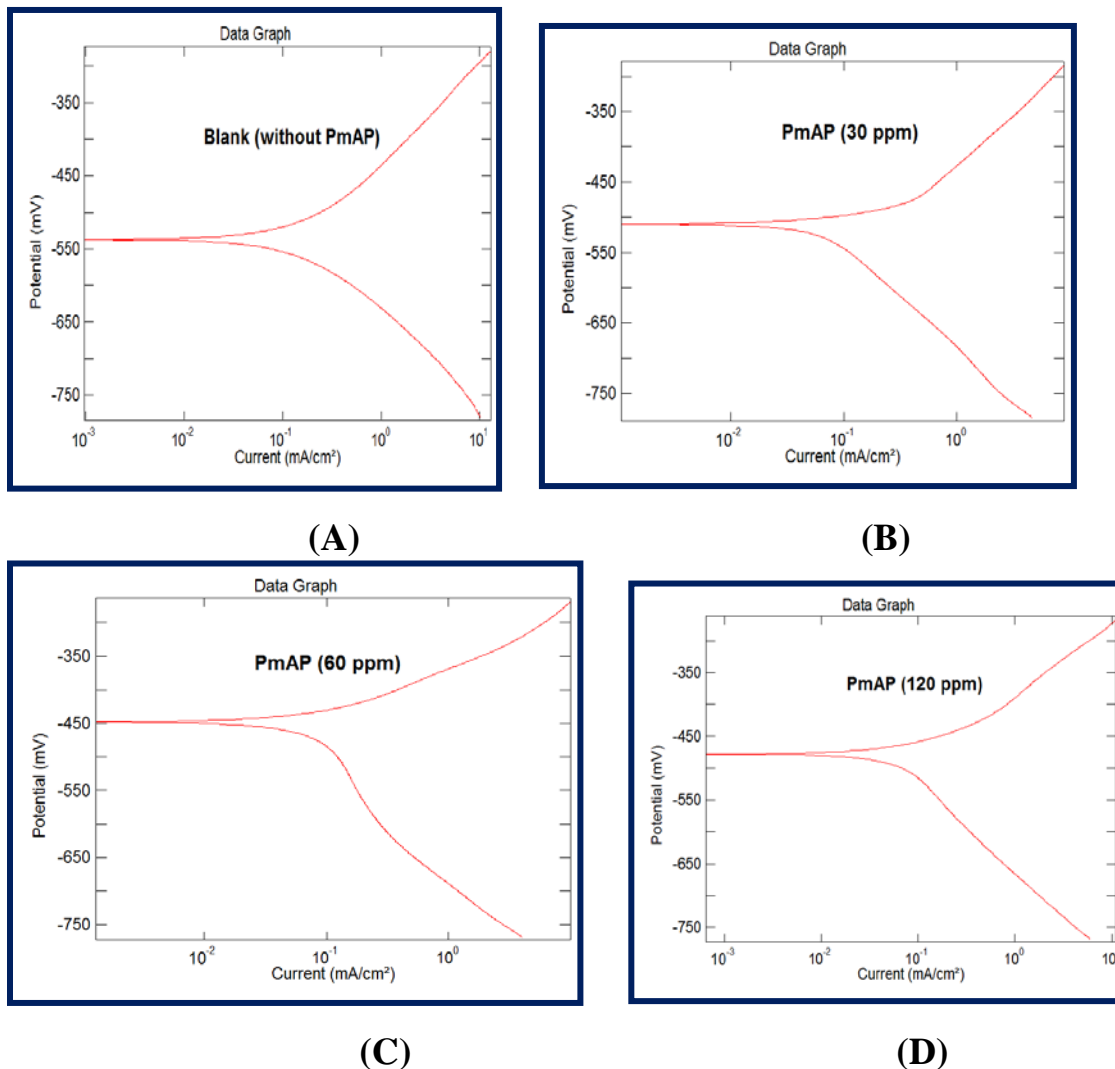 Data Graph
Blank (without PmAP)
Potential (mV)
-350
-450
-550
-650
-750
10⁻³ 10⁻² 10⁻¹ 10⁰ 10¹
Current (mA/cm²)
(A)
Data Graph
PmAP (30 ppm)
Potential (mV)
-350
-450
-550
-650
-750
10⁻² 10⁻¹ 10⁰
Current (mA/cm²)
(B)
Data Graph
PmAP (60 ppm)
Potential (mV)
-350
-450
-550
-650
-750
10⁻² 10⁻¹ 10⁰
Current (mA/cm²)
(C)
Data Graph
PmAP (120 ppm)
Potential (mV)
-350
-450
-550
-650
-750
10⁻³ 10⁻² 10⁻¹ 10⁰ 10
Current (mA/cm²)
(D)